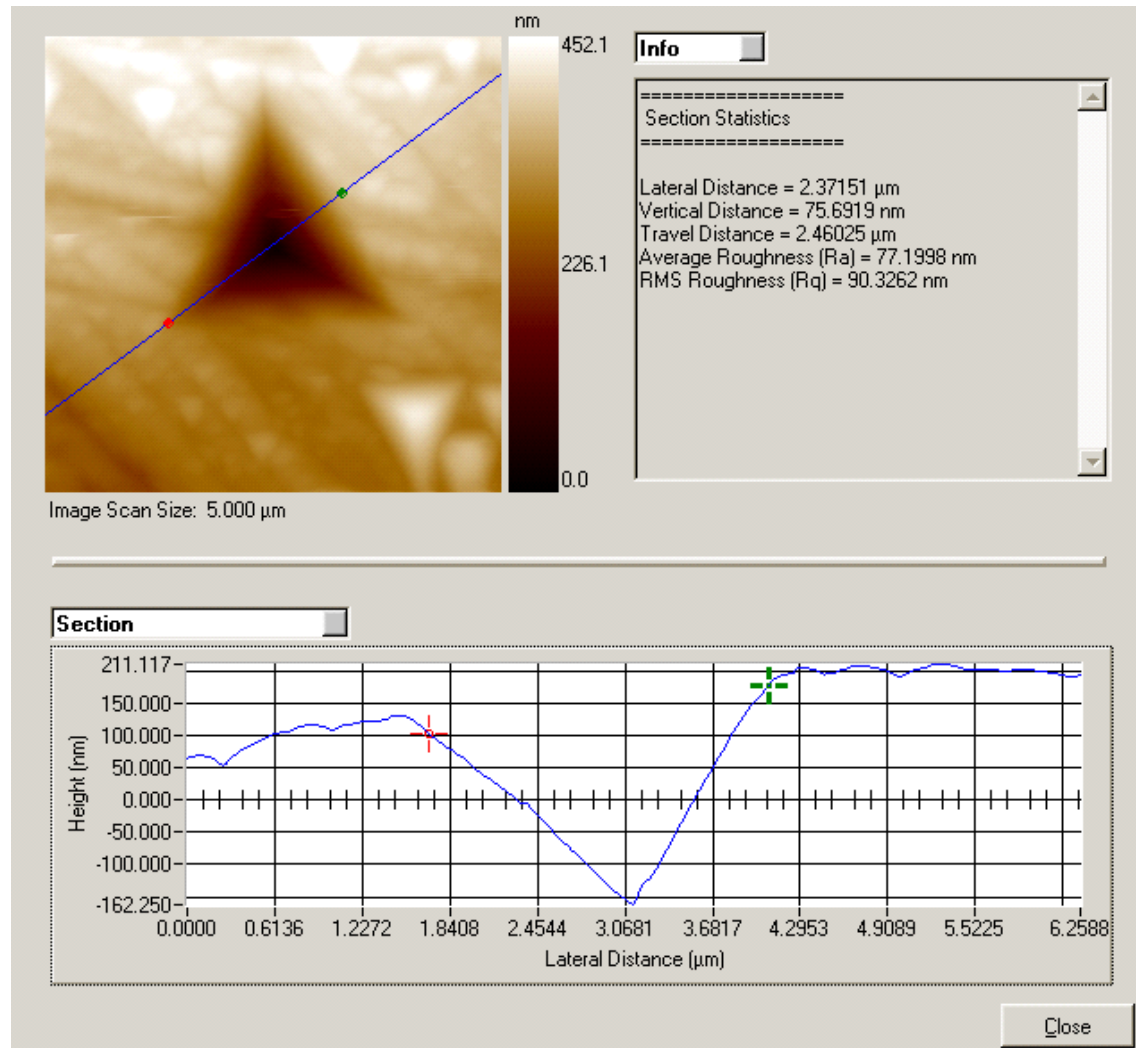 nm
452.1
226.1
0.0
Image Scan Size: 5.000 µm
Info
===================
Section Statistics
===================
Lateral Distance = 2.37151 µm
Vertical Distance = 75.6919 nm
Travel Distance = 2.46025 µm
Average Roughness (Ra) = 77.1998 nm
RMS Roughness (Rq) = 90.3262 nm
Section
Height (nm)
211.117
150.000
100.000
50.000
0.000
-50.000
-100.000
-162.250
0.0000 0.6136 1.2272 1.8408 2.4544 3.0681 3.6817 4.2953 4.9089 5.5225 6.2588
Lateral Distance (µm)
Close